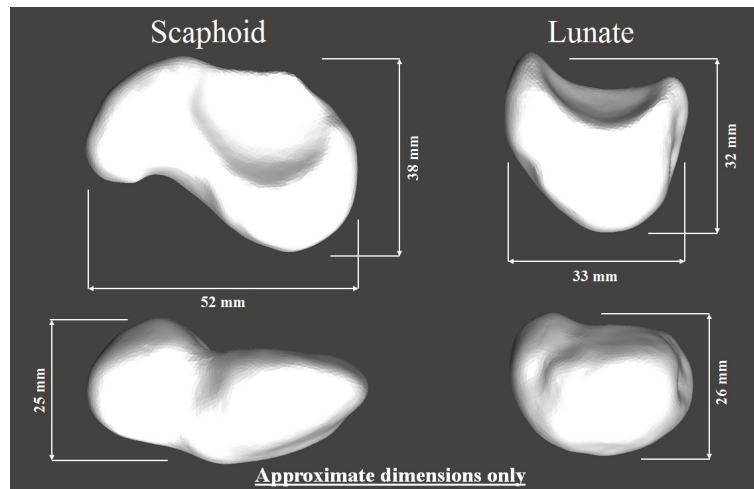 Scaphoid
Lunate
38 mm
32 mm
52 mm
33 mm
25 mm
26 mm
Approximate dimensions only